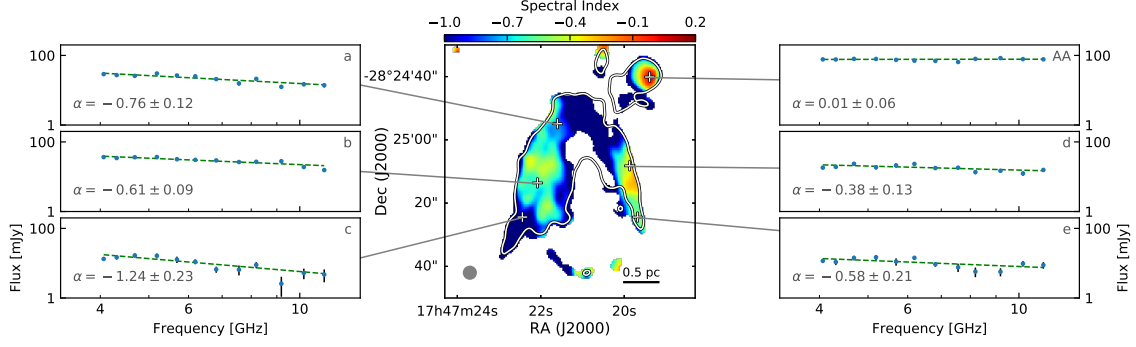 Spectral Index
−1.0 −0.7 −0.4 −0.1 0.2
100
a
α = −0.76 ± 0.12
1
100
b
α = −0.61 ± 0.09
1
100
c
α = −1.24 ± 0.23
1
Flux [mJy]
4 6 10
Frequency [GHz]
-28°24'40"
25'00"
20"
40"
Dec (J2000)
0.5 pc
17h47m24s 22s 20s
RA (J2000)
AA
100
0.01 ± 0.06
1
d
100
α = −0.38 ± 0.13
1
e
100
α = −0.58 ± 0.21
1
Flux [mJy]
4 6 10
Frequency [GHz]